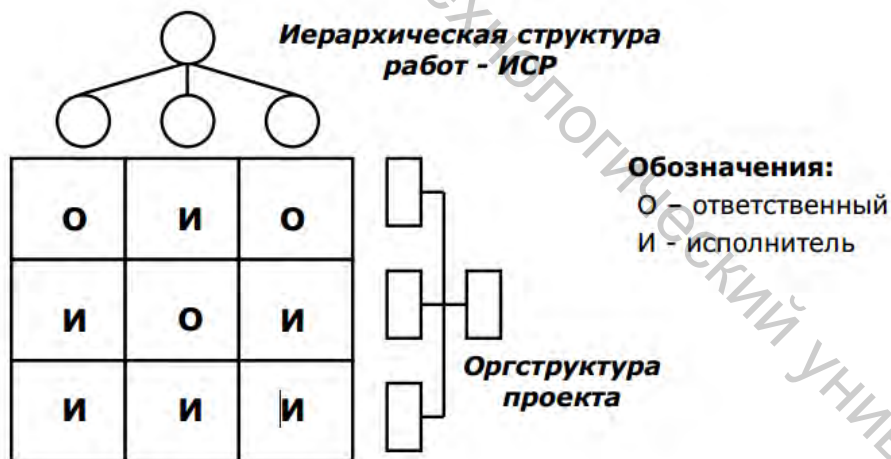 Иерархическая структура
работ - ИСР
Обозначения:
О – ответственный
И - исполнитель
О И О
И О И
И И И
Оргструктура
проекта